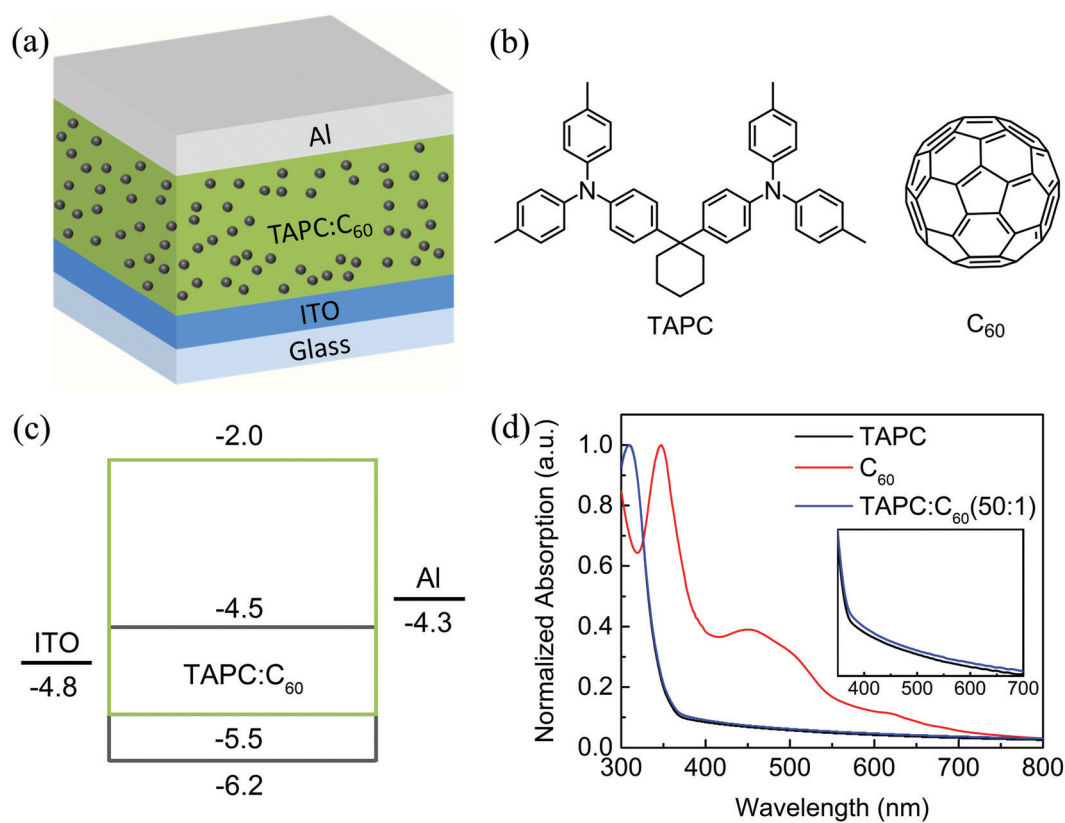 (a)
Al
TAPC:C₆₀
ITO
Glass
(b)
N
N
TAPC
C₆₀
(c)
-2.0
-4.5
Al
-4.3
ITO
-4.8
TAPC:C₆₀
-5.5
-6.2
(d)
Normalized Absorption (a.u.)
1.0
0.8
0.6
0.4
0.2
0.0
TAPC
C₆₀
TAPC:C₆₀(50:1)
400 500 600 700
300 400 500 600 700 800
Wavelength (nm)